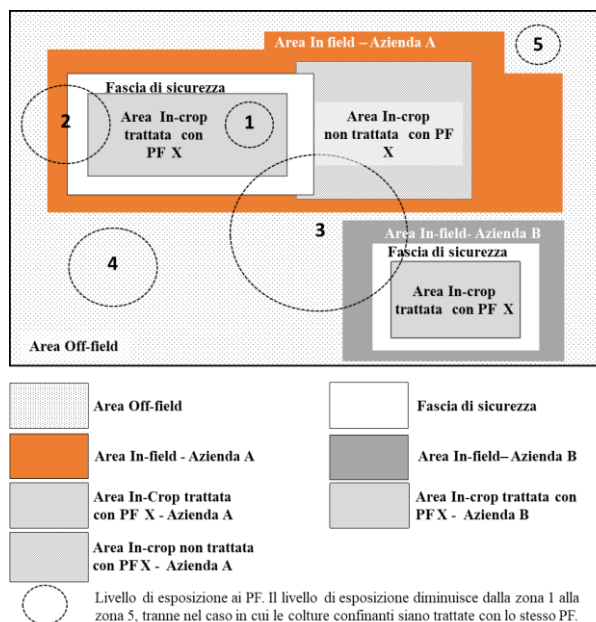 Area In field – Azienda A
5
Fascia di sicurezza
2
Area In-crop
trattata con
PF X
1
Area In-crop
non trattata con PF
X
3
Area In-field- Azienda B
Fascia di sicurezza
4
Area In-crop
trattata con PF X
Area Off-field
Area Off-field
Fascia di sicurezza
Area In-field - Azienda A
Area In-field– Azienda B
Area In-Crop trattata
con PF X - Azienda A
Area In-crop trattata con
PF X - Azienda B
Area In-crop non trattata
con PF X - Azienda A
Livello di esposizione ai PF. Il livello di esposizione diminuisce dalla zona 1 alla
zona 5, tranne nel caso in cui le colture confinanti siano trattate con lo stesso PF.